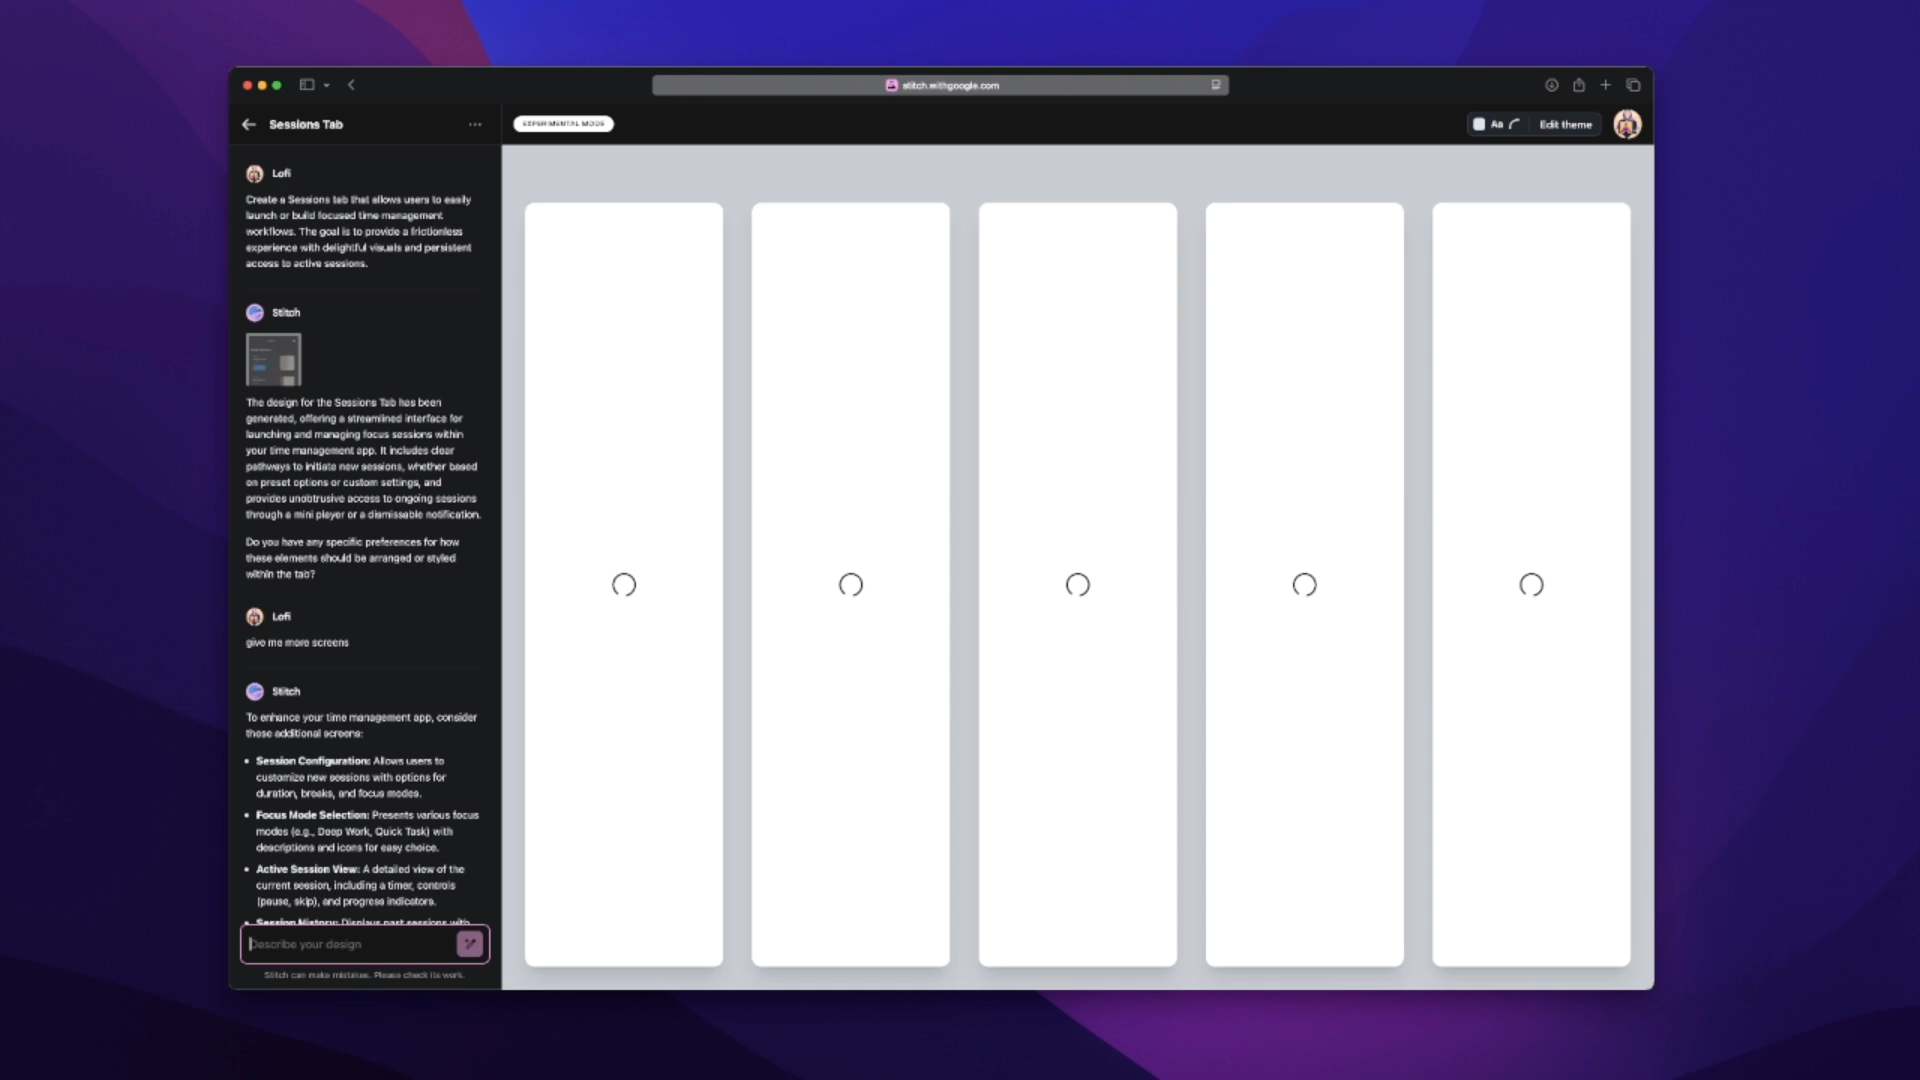 stitch.withgoogle.com
Sessions Tab
EXPERIMENTAL MODE
Aa
Edit theme
Lofi
Create a Sessions tab that allows users to easily
launch or build focused time management
workflows. The goal is to provide a frictionless
experience with delightful visuals and persistent
access to active sessions.
Stitch
The design for the Sessions Tab has been
generated, offering a streamlined interface for
launching and managing focus sessions within
your time management app. It includes clear
pathways to initiate new sessions, whether based
on preset options or custom settings, and
provides unobtrusive access to ongoing sessions
through a mini player or a dismissable notification.
Do you have any specific preferences for how
these elements should be arranged or styled
within the tab?
Lofi
give me more screens
Stitch
To enhance your time management app, consider
these additional screens:
• Session Configuration: Allows users to
customize new sessions with options for
duration, breaks, and focus modes.
• Focus Mode Selection: Presents various focus
modes (e.g., Deep Work, Quick Task) with
descriptions and icons for easy choice.
• Active Session View: A detailed view of the
current session, including a timer, controls
(pause, skip), and progress indicators.
• Session History: Displays past sessions with
Describe your design
Stitch can make mistakes. Please check its work.